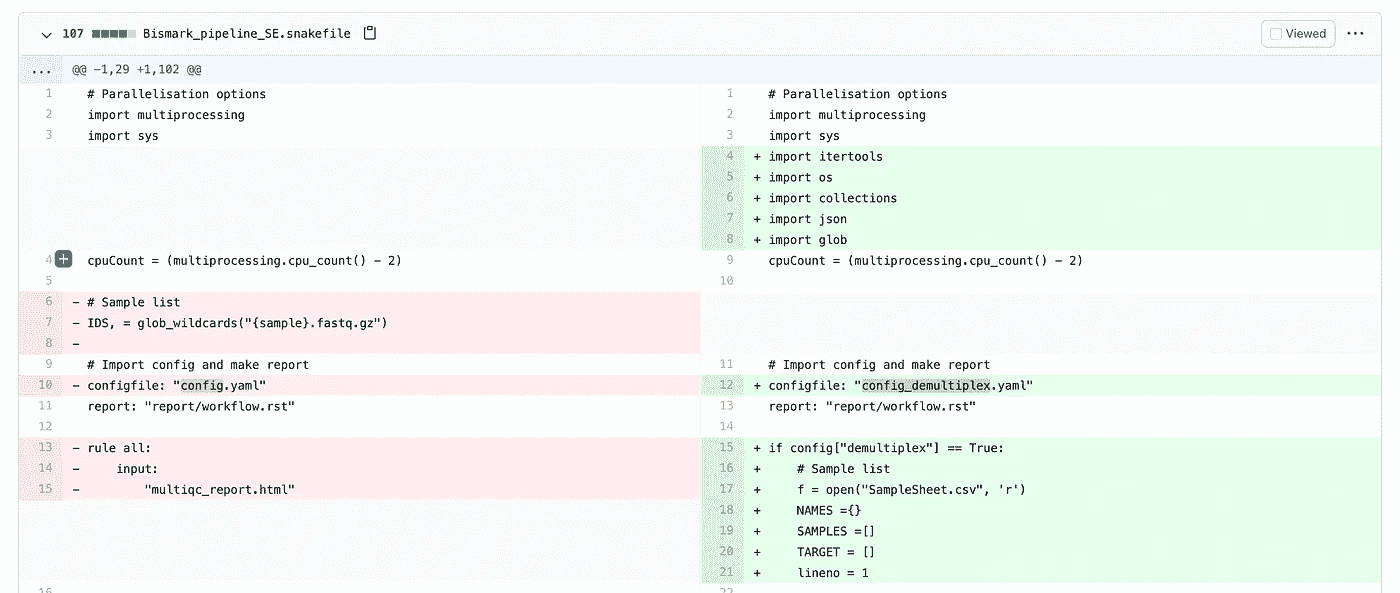 107 Bismark_pipeline_SE.snakefile Viewed ...
... @@ -1,29 +1,102 @@
1 # Parallelisation options 1 # Parallelisation options
2 import multiprocessing 2 import multiprocessing
3 import sys 3 import sys
4 + import itertools
5 + import os
6 + import collections
7 + import json
8 + import glob
4 + cpuCount = (multiprocessing.cpu_count() - 2) 9 cpuCount = (multiprocessing.cpu_count() - 2)
5 10
6 - # Sample list
7 - IDS, = glob_wildcards("{sample}.fastq.gz")
8 -
9 # Import config and make report 11 # Import config and make report
10 - configfile: "config.yaml" 12 + configfile: "config_demultiplex.yaml"
11 report: "report/workflow.rst" 13 report: "report/workflow.rst"
12 14
13 - rule all: 15 + if config["demultiplex"] == True:
14 - input: 16 + # Sample list
15 - "multiqc_report.html" 17 + f = open("SampleSheet.csv", 'r')
18 + NAMES ={}
19 + SAMPLES =[]
20 + TARGET = []
21 + lineno = 1
16 22